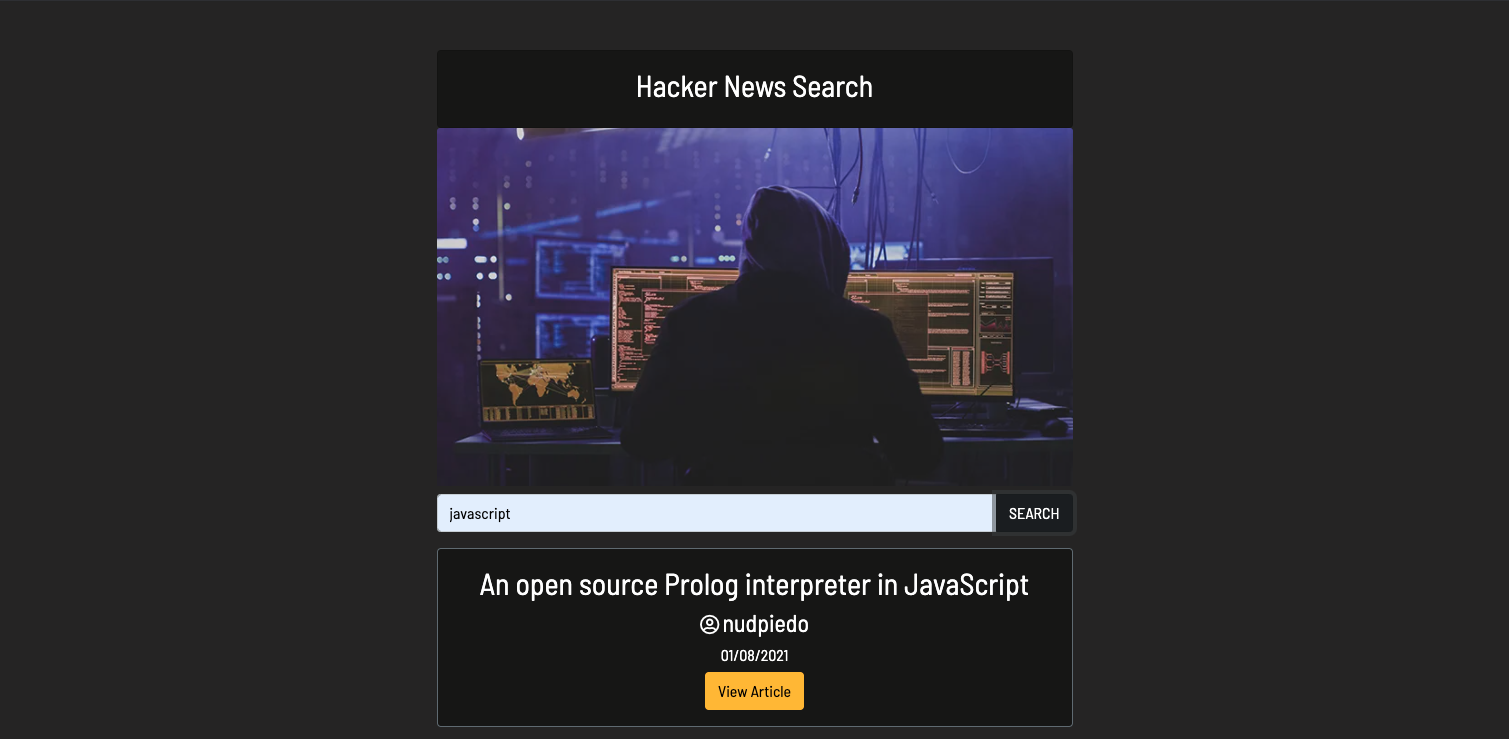 Hacker News Search
javascript
SEARCH
An open source Prolog interpreter in JavaScript
nudpiedo
01/08/2021
View Article